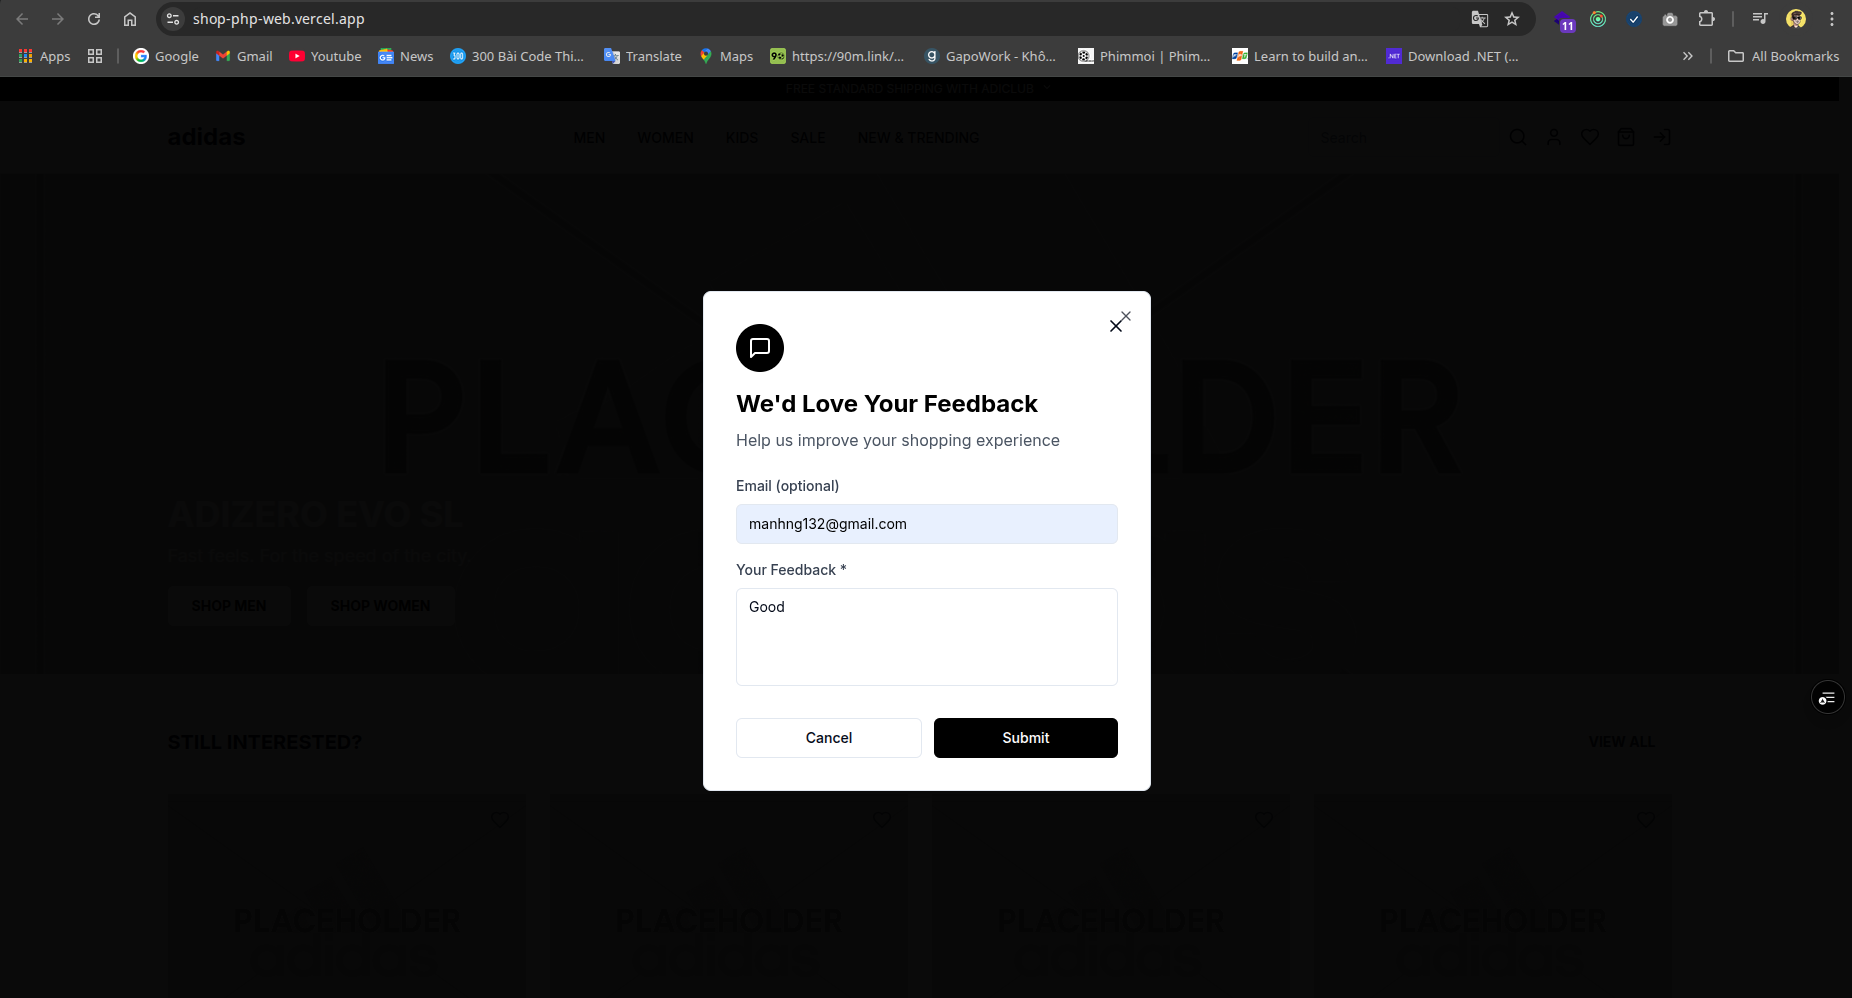 shop-php-web.vercel.app
11
Apps
Google
Gmail
Youtube
News
300 Bài Code Thi...
Translate
Maps
https://90m.link/...
GapoWork - Khô...
Phimmoi | Phim...
Learn to build an...
Download .NET (...
All Bookmarks
FREE STANDARD SHIPPING WITH ADICLUB
adidas
MEN
WOMEN
KIDS
SALE
NEW & TRENDING
Search
We'd Love Your Feedback
Help us improve your shopping experience
Email (optional)
manhng132@gmail.com
Your Feedback *
Good
Cancel
Submit
ADIZERO EVO SL
SHOP MEN
SHOP WOMEN
STILL INTERESTED?
VIEW ALL
PLACEHOLDER
PLACEHOLDER
PLACEHOLDER
PLACEHOLDER